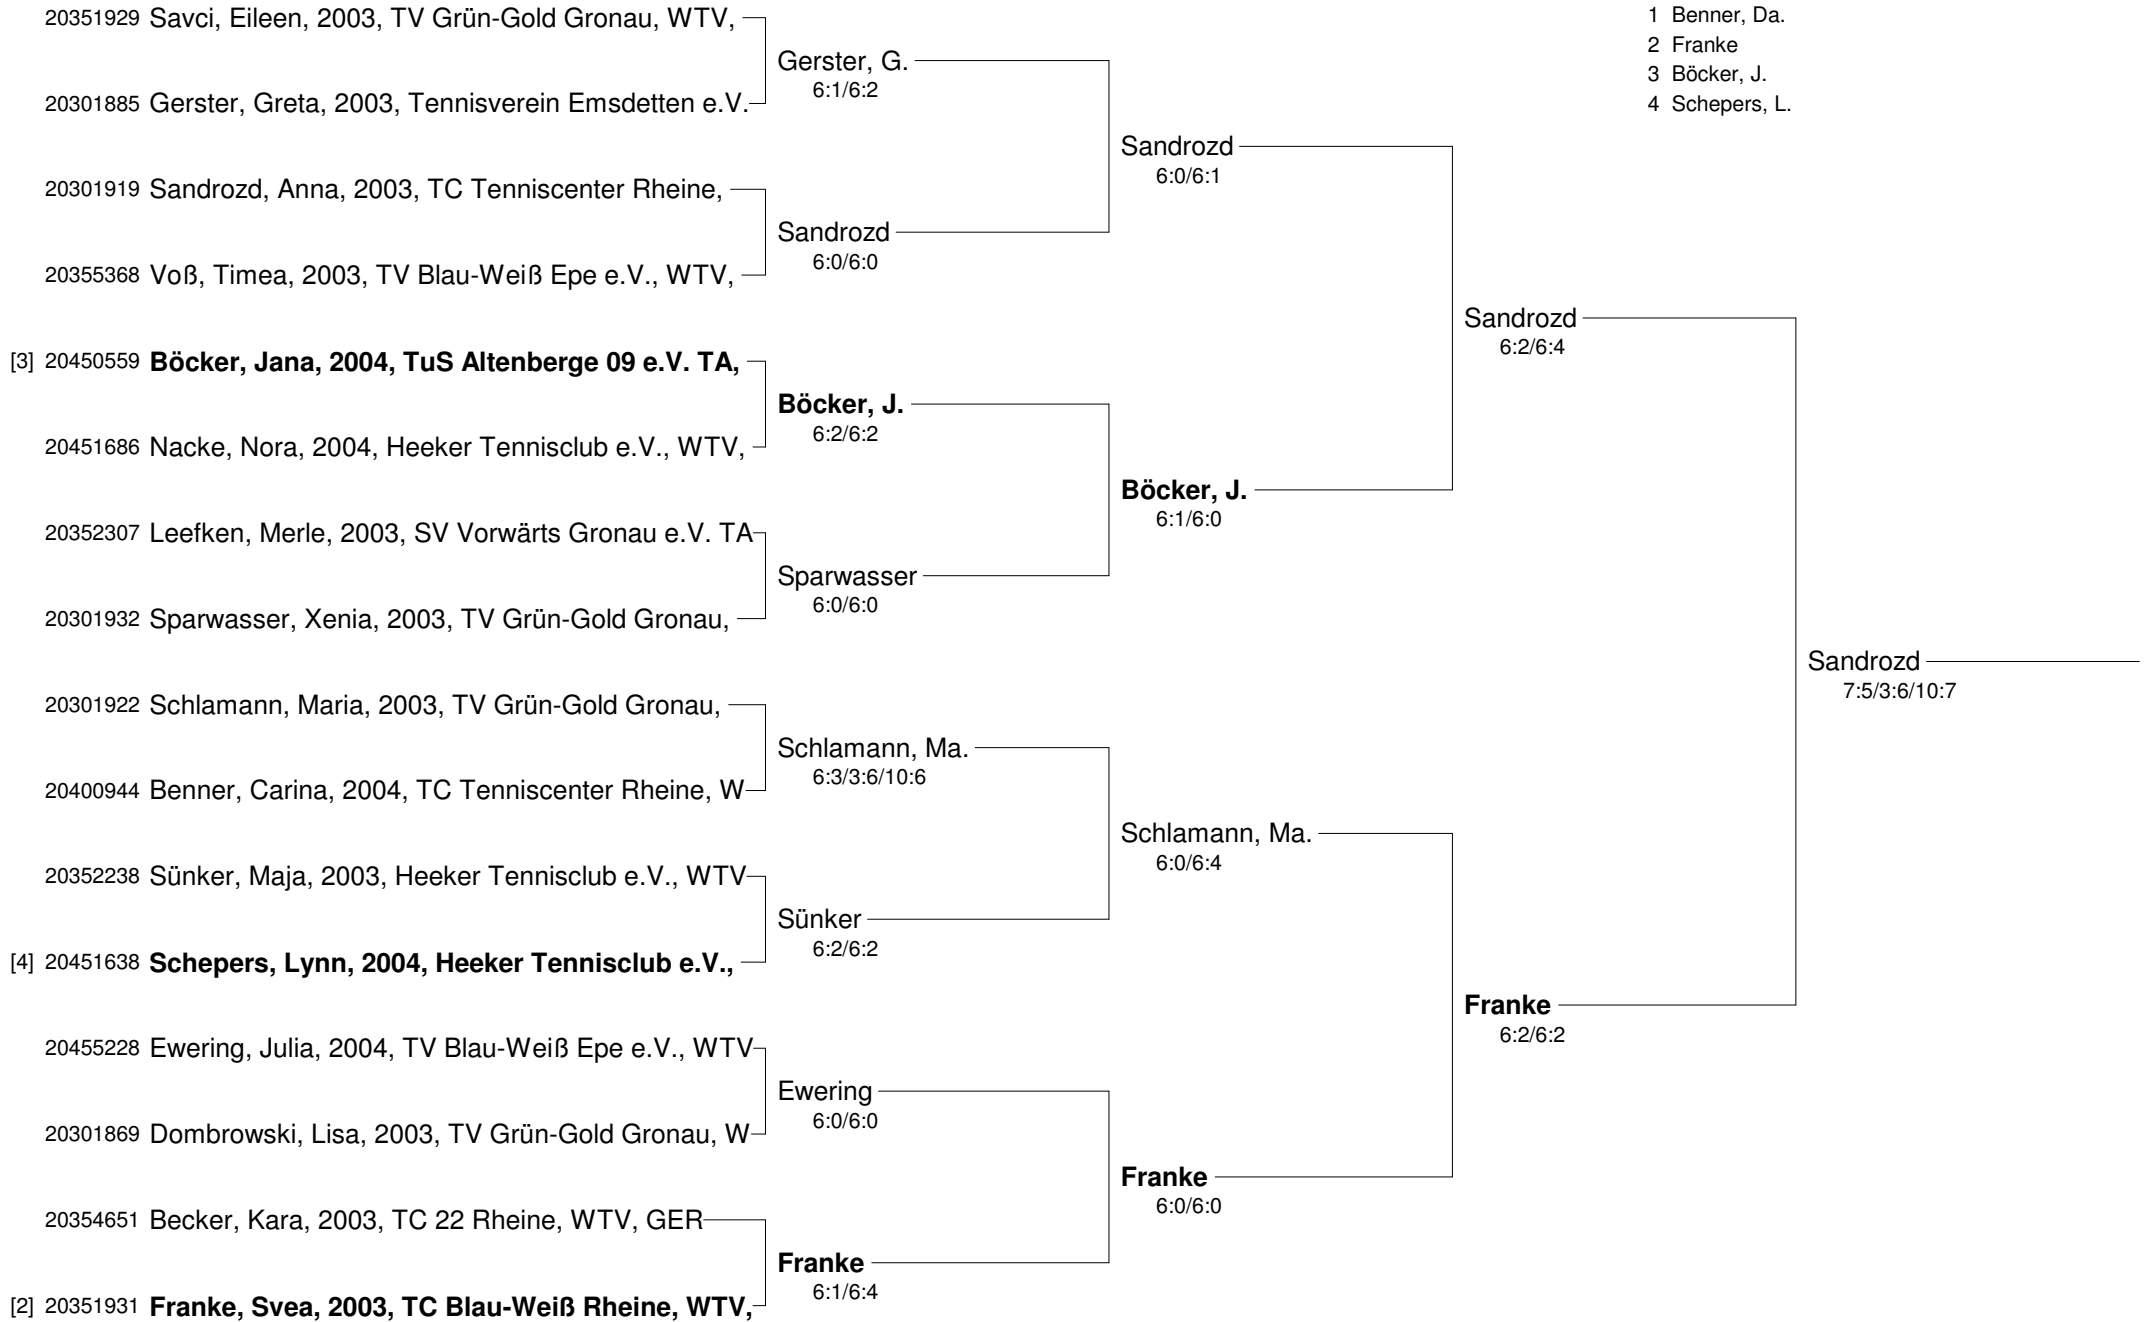 20351929 Savci, Eileen, 2003, TV Grün-Gold Gronau, WTV,
20301885 Gerster, Greta, 2003, Tennisverein Emsdetten e.V.
20301919 Sandrozd, Anna, 2003, TC Tenniscenter Rheine,
20355368 Voß, Timea, 2003, TV Blau-Weiß Epe e.V., WTV,
[3] 20450559 Böcker, Jana, 2004, TuS Altenberge 09 e.V. TA,
20451686 Nacke, Nora, 2004, Heeker Tennisclub e.V., WTV,
20352307 Leefken, Merle, 2003, SV Vorwärts Gronau e.V. TA
20301932 Sparwasser, Xenia, 2003, TV Grün-Gold Gronau,
20301922 Schlamann, Maria, 2003, TV Grün-Gold Gronau,
20400944 Benner, Carina, 2004, TC Tenniscenter Rheine, W
20352238 Sünker, Maja, 2003, Heeker Tennisclub e.V., WTV
[4] 20451638 Schepers, Lynn, 2004, Heeker Tennisclub e.V.,
20455228 Ewering, Julia, 2004, TV Blau-Weiß Epe e.V., WTV
20301869 Dombrowski, Lisa, 2003, TV Grün-Gold Gronau, W
20354651 Becker, Kara, 2003, TC 22 Rheine, WTV, GER
[2] 20351931 Franke, Svea, 2003, TC Blau-Weiß Rheine, WTV,
Gerster, G.
6:1/6:2
Sandrozd
6:0/6:0
Böcker, J.
6:2/6:2
Sparwasser
6:0/6:0
Schlamann, Ma.
6:3/3:6/10:6
Sünker
6:2/6:2
Ewering
6:0/6:0
Franke
6:1/6:4
Sandrozd
6:0/6:1
Böcker, J.
6:1/6:0
Schlamann, Ma.
6:0/6:4
Franke
6:0/6:0
Sandrozd
6:2/6:4
Franke
6:2/6:2
Sandrozd
7:5/3:6/10:7
1 Benner, Da.
2 Franke
3 Böcker, J.
4 Schepers, L.